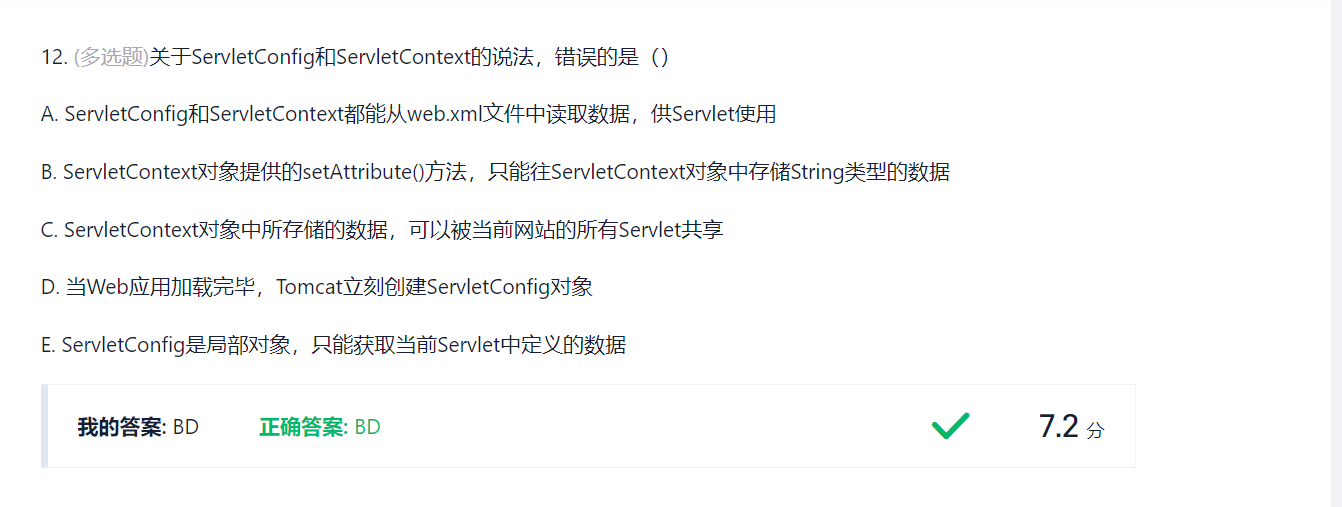 12. (多选题)关于ServletConfig和ServletContext的说法，错误的是（）
A. ServletConfig和ServletContext都能从web.xml文件中读取数据，供Servlet使用
B. ServletContext对象提供的setAttribute()方法，只能往ServletContext对象中存储String类型的数据
C. ServletContext对象中所存储的数据，可以被当前网站的所有Servlet共享
D. 当Web应用加载完毕，Tomcat立刻创建ServletConfig对象
E. ServletConfig是局部对象，只能获取当前Servlet中定义的数据
我的答案: BD 正确答案: BD 7.2 分